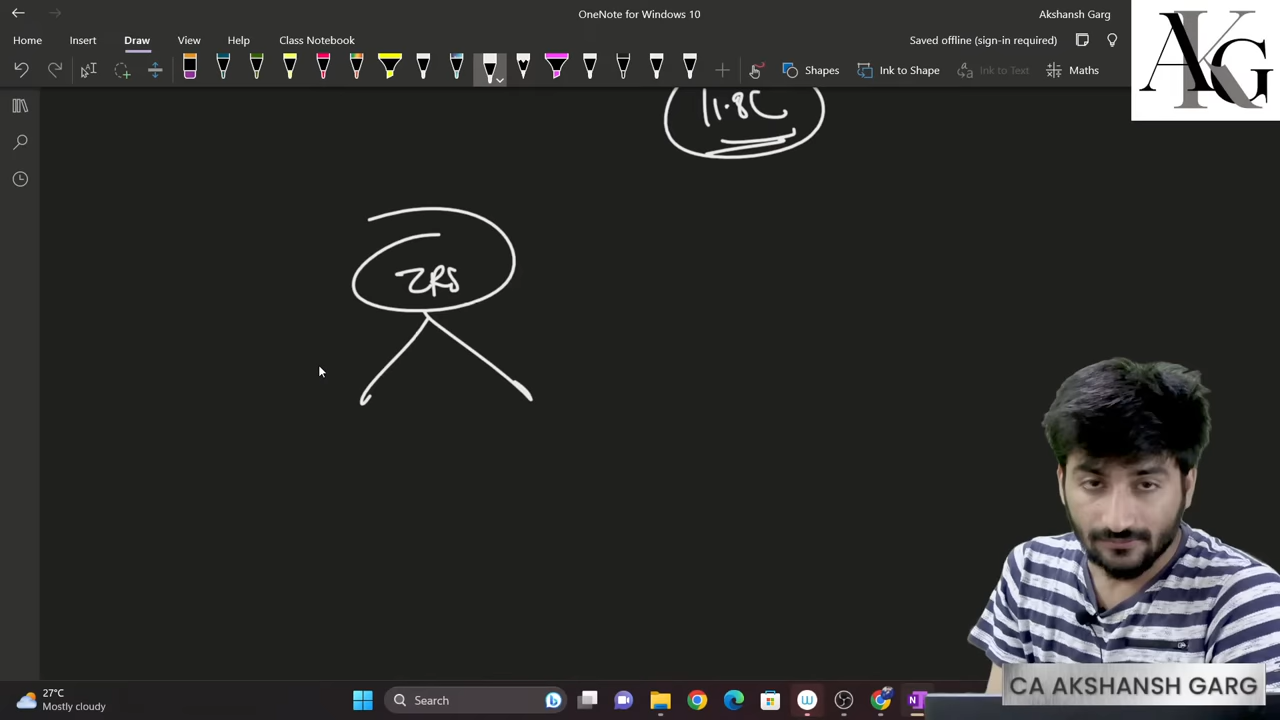 OneNote for Windows 10
Akshansh Garg
Home Insert Draw View Help Class Notebook
Saved offline (sign-in required)
Shapes Ink to Shape Ink to Text Maths
AKG
11.8C
ZRS
CA AKSHANSH GARG
27°C
Mostly cloudy
Search